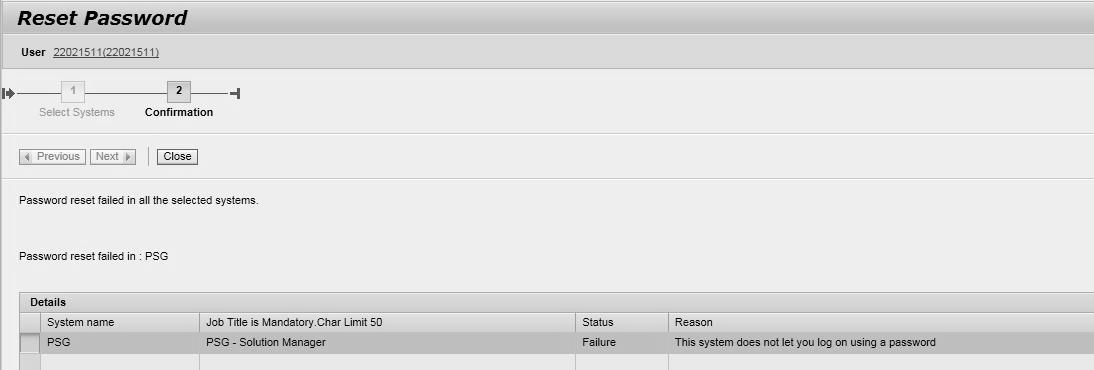 Reset Password
User 22021511(22021511)
1 2
Select Systems Confirmation
Previous Next Close
Password reset failed in all the selected systems.
Password reset failed in : PSG
Details
System name Job Title is Mandatory.Char Limit 50 Status Reason
PSG PSG - Solution Manager Failure This system does not let you log on using a password